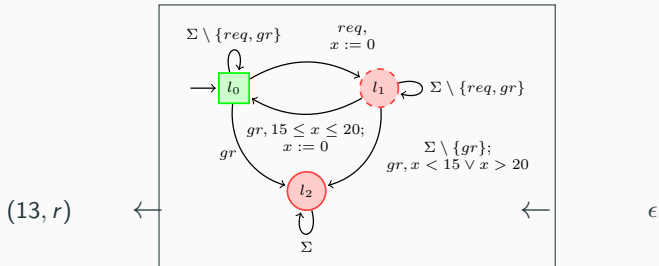 Σ \ {req, gr}
req,
x := 0
l₀
l₁
Σ \ {req, gr}
gr, 15 ≤ x ≤ 20;
x := 0
Σ \ {gr};
gr, x < 15 ∨ x > 20
gr
l₂
(13, r)
ϵ
Σ